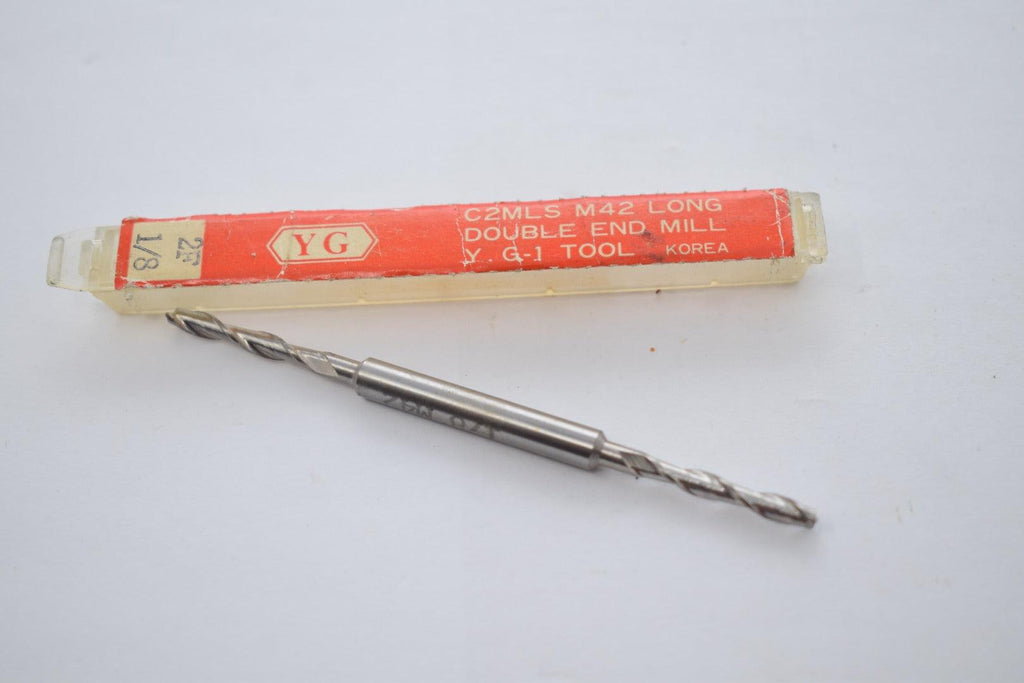 2F
1/8
YG
C2MLS M42 LONG
DOUBLE END MILL
Y.G-1 TOOL KOREA